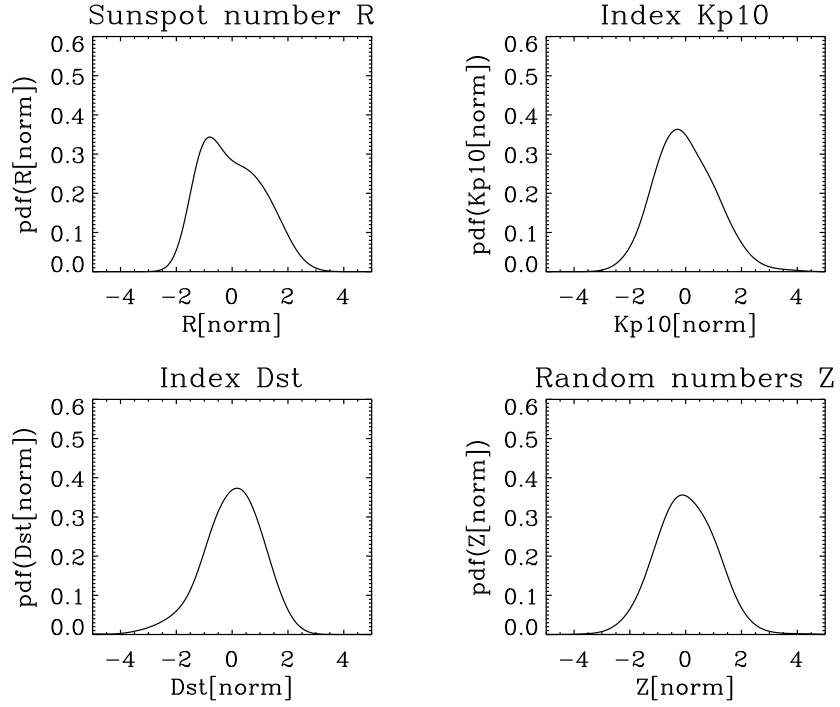 Sunspot number R
pdf(R[norm])
0.6
0.5
0.4
0.3
0.2
0.1
0.0
−4 −2 0 2 4
R[norm]
Index Kp10
pdf(Kp10[norm])
0.6
0.5
0.4
0.3
0.2
0.1
0.0
−4 −2 0 2 4
Kp10[norm]
Index Dst
pdf(Dst[norm])
0.6
0.5
0.4
0.3
0.2
0.1
0.0
−4 −2 0 2 4
Dst[norm]
Random numbers Z
pdf(Z[norm])
0.6
0.5
0.4
0.3
0.2
0.1
0.0
−4 −2 0 2 4
Z[norm]